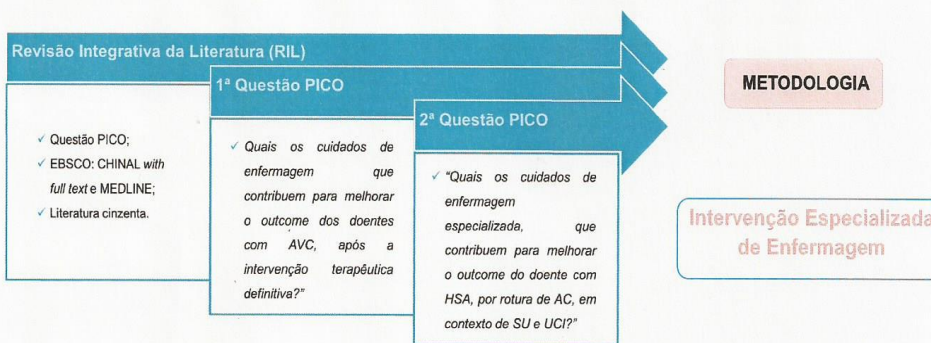 Revisão Integrativa da Literatura (RIL)
✓ Questão PICO;
✓ EBSCO: CHINAL with
full text e MEDLINE;
✓ Literatura cinzenta.
1ª Questão PICO
✓ Quais os cuidados de
enfermagem que
contribuem para melhorar
o outcome dos doentes
com AVC, após a
intervenção terapêutica
definitiva?"
2ª Questão PICO
✓ "Quais os cuidados de
enfermagem
especializada, que
contribuem para melhorar
o outcome do doente com
HSA, por rotura de AC, em
contexto de SU e UCI?"
METODOLOGIA
Intervenção Especializada
de Enfermagem